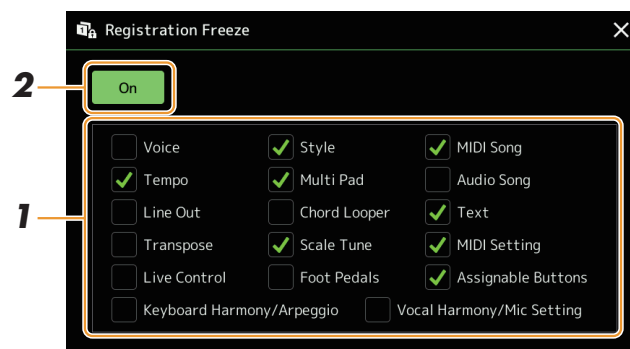 Registration Freeze
2
On
1
Voice Style MIDI Song
Tempo Multi Pad Audio Song
Line Out Chord Looper Text
Transpose Scale Tune MIDI Setting
Live Control Foot Pedals Assignable Buttons
Keyboard Harmony/Arpeggio Vocal Harmony/Mic Setting